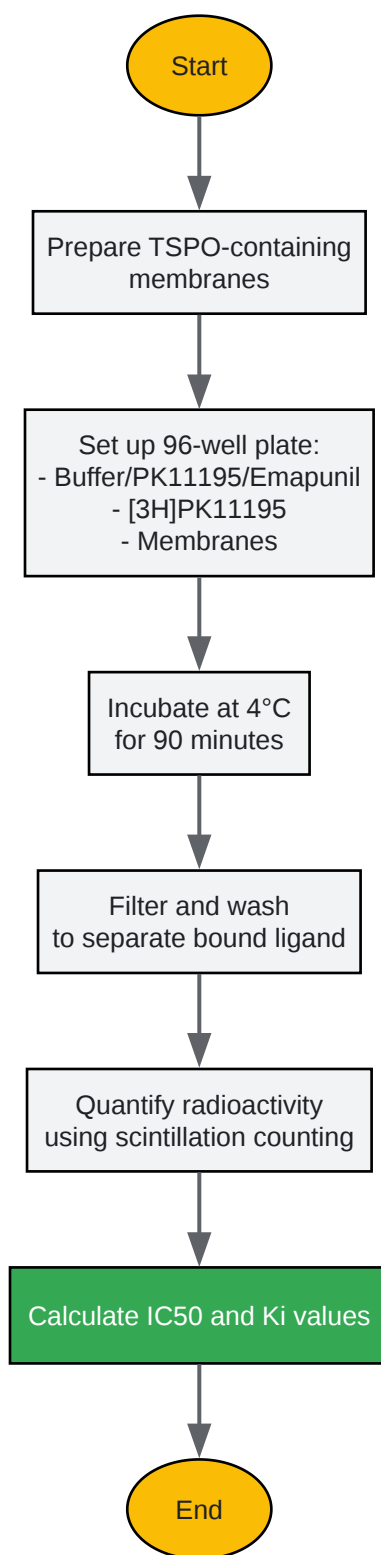 Start
Prepare TSPO-containing
membranes
Set up 96-well plate:
- Buffer/PK11195/Emapunil
- [3H]PK11195
- Membranes
Incubate at 4°C
for 90 minutes
Filter and wash
to separate bound ligand
Quantify radioactivity
using scintillation counting
Calculate IC50 and Ki values
End